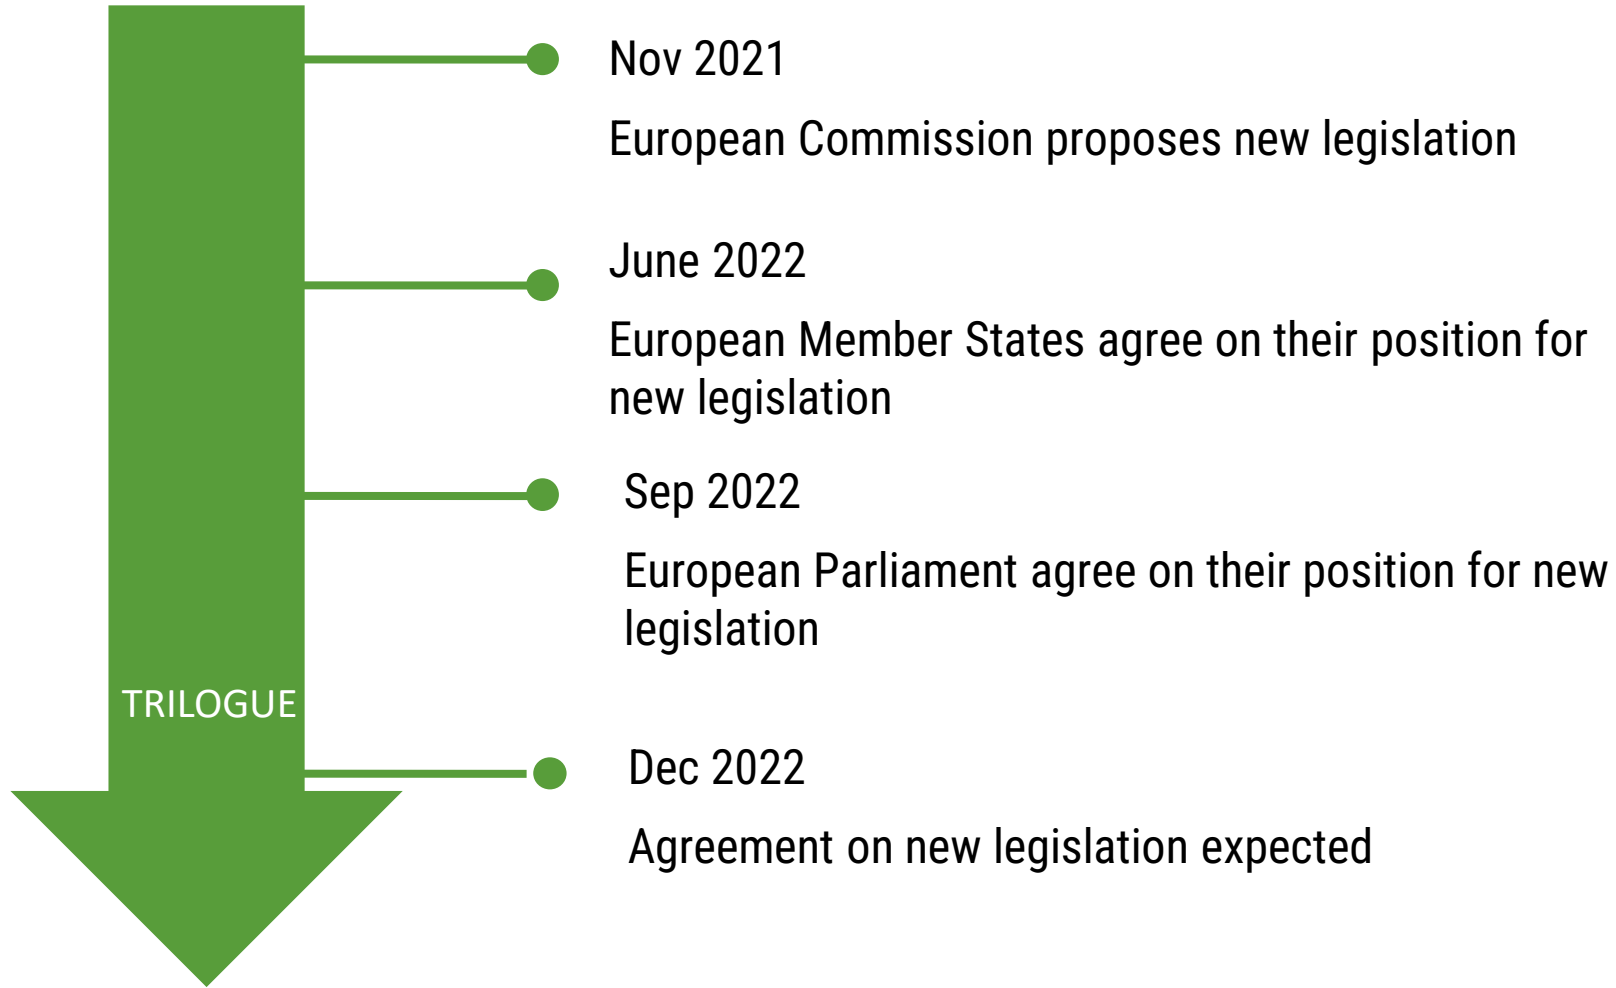 Nov 2021
European Commission proposes new legislation
June 2022
European Member States agree on their position for
new legislation
Sep 2022
European Parliament agree on their position for new
legislation
TRILOGUE
Dec 2022
Agreement on new legislation expected